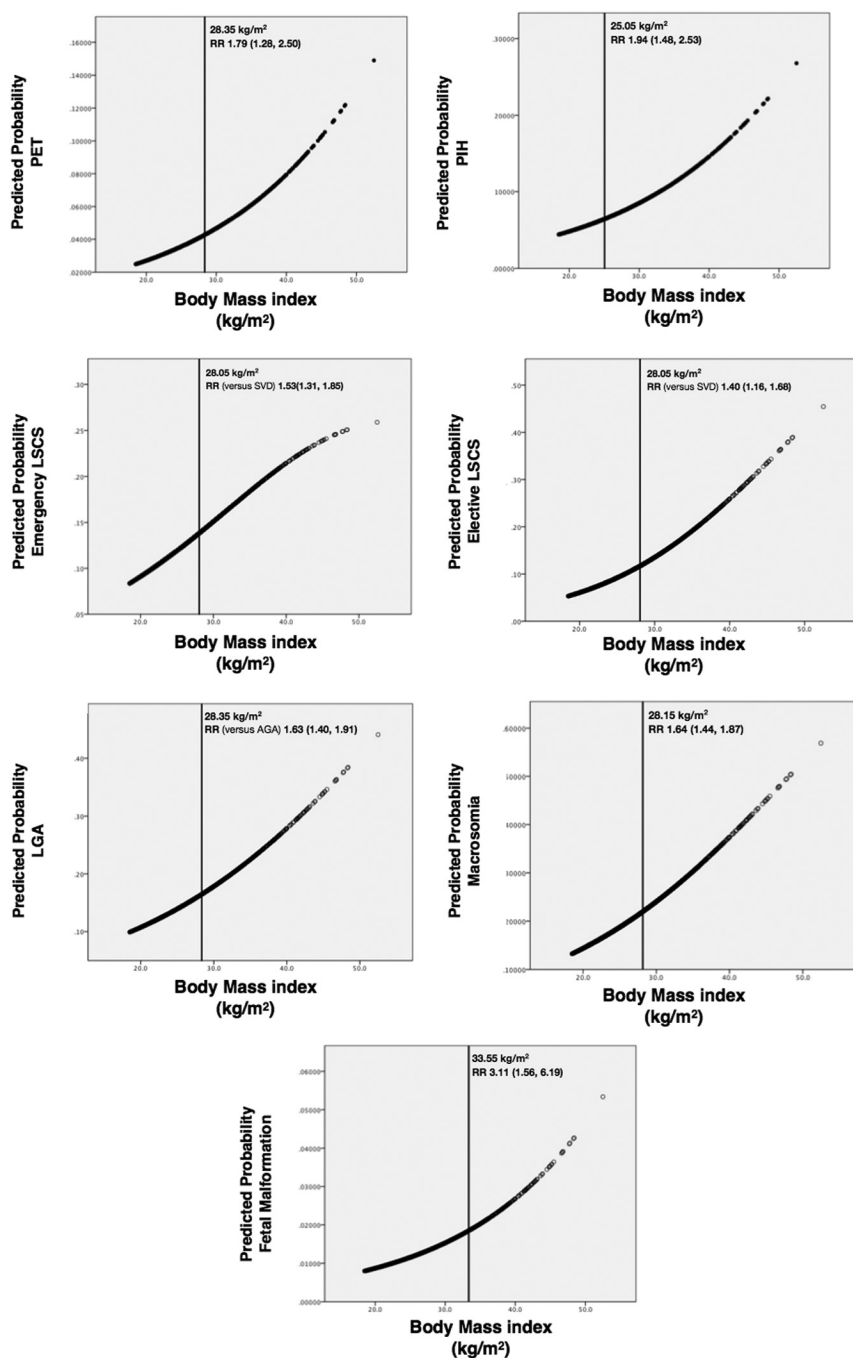 28.35 kg/m²
RR 1.79 (1.28, 2.50)
.16000
.14000
.12000
.10000
.08000
.06000
.04000
.02000
20.0 30.0 40.0 50.0
Predicted Probability
PET
Body Mass index
(kg/m²)
25.05 kg/m²
RR 1.94 (1.48, 2.53)
.30000
.20000
.10000
.00000
20.0 30.0 40.0 50.0
Predicted Probability
PIH
Body Mass index
(kg/m²)
28.05 kg/m²
RR (versus SVD) 1.53(1.31, 1.85)
.30
.25
.20
.15
.10
.05
20.0 30.0 40.0 50.0
Predicted Probability
Emergency LSCS
Body Mass index
(kg/m²)
28.05 kg/m²
RR (versus SVD) 1.40 (1.16, 1.68)
.50
.40
.30
.20
.10
.00
20.0 30.0 40.0 50.0
Predicted Probability
Elective LSCS
Body Mass index
(kg/m²)
28.35 kg/m²
RR (versus AGA) 1.63 (1.40, 1.91)
.40
.30
.20
.10
20.0 30.0 40.0 50.0
Predicted Probability
LGA
Body Mass index
(kg/m²)
28.15 kg/m²
RR 1.64 (1.44, 1.87)
.60000
.50000
.40000
.30000
.20000
.10000
20.0 30.0 40.0 50.0
Predicted Probability
Macrosomia
Body Mass index
(kg/m²)
33.55 kg/m²
RR 3.11 (1.56, 6.19)
.06000
.05000
.04000
.03000
.02000
.01000
.00000
20.0 30.0 40.0 50.0
Predicted Probability
Fetal Malformation
Body Mass index
(kg/m²)